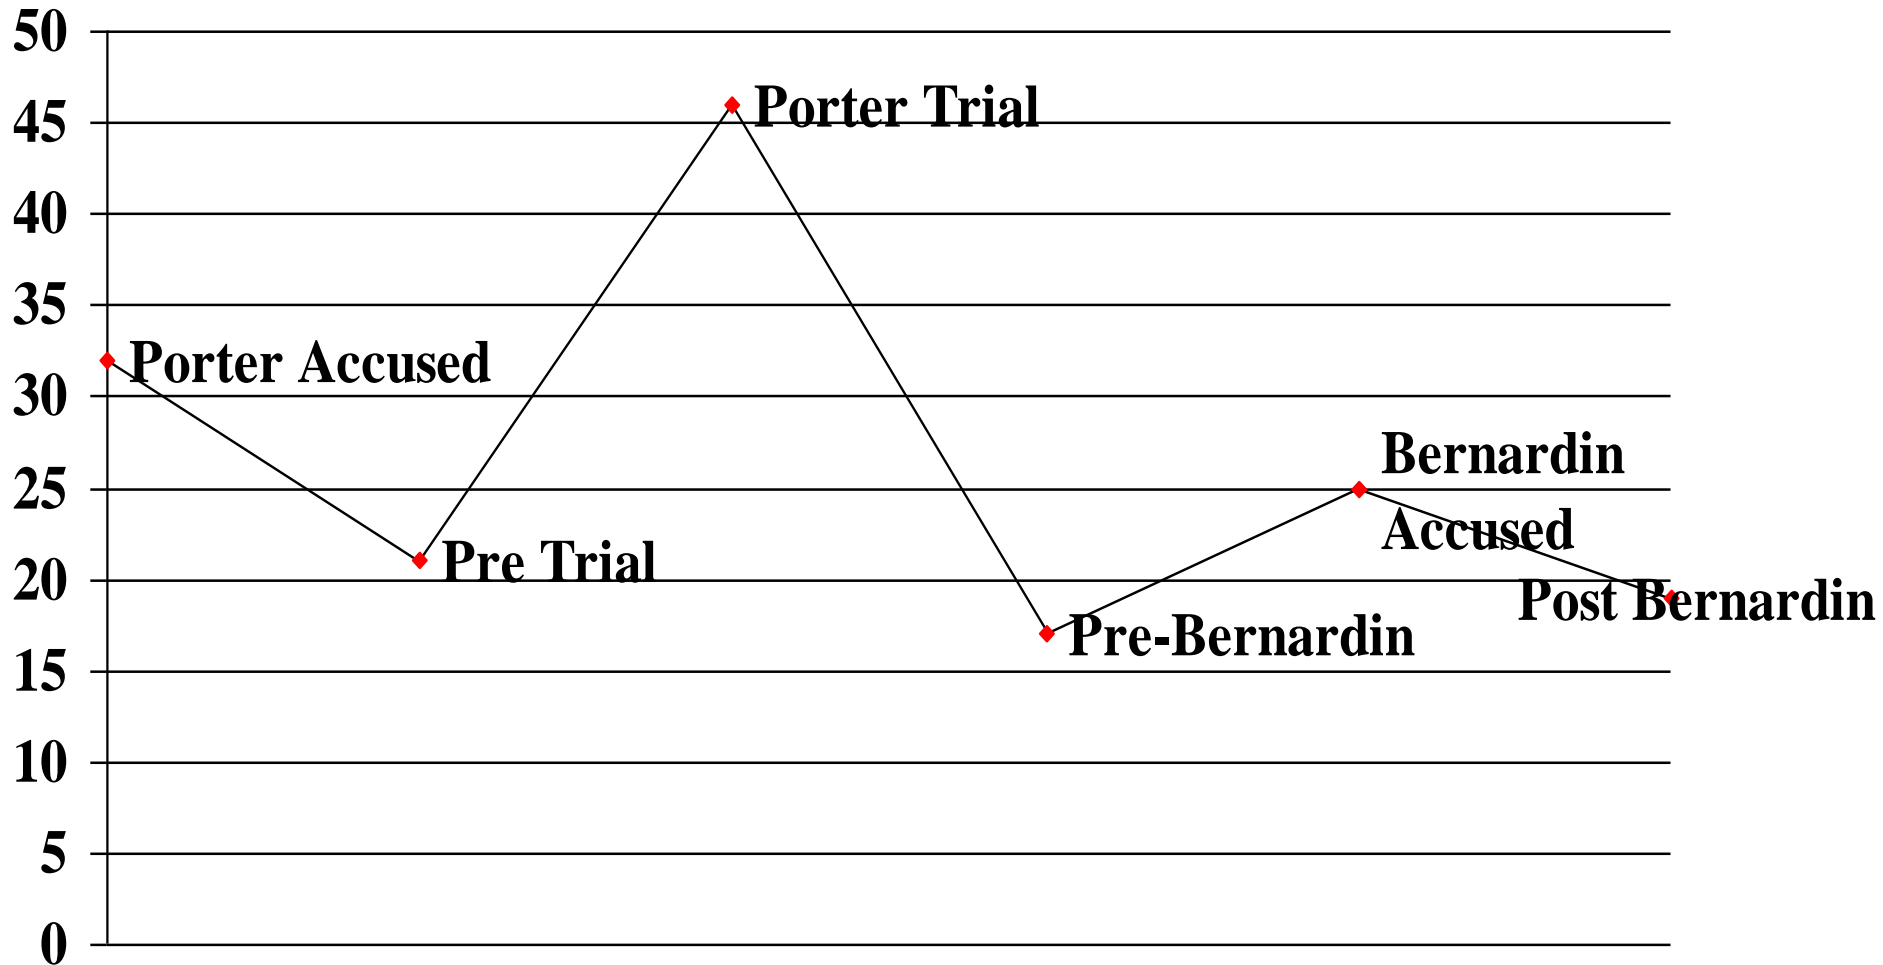 50
45
Porter Trial
40
35
Porter Accused
30
Bernardin
25
Accused
Pre Trial
20
Post Bernardin
Pre-Bernardin
15
10
5
0